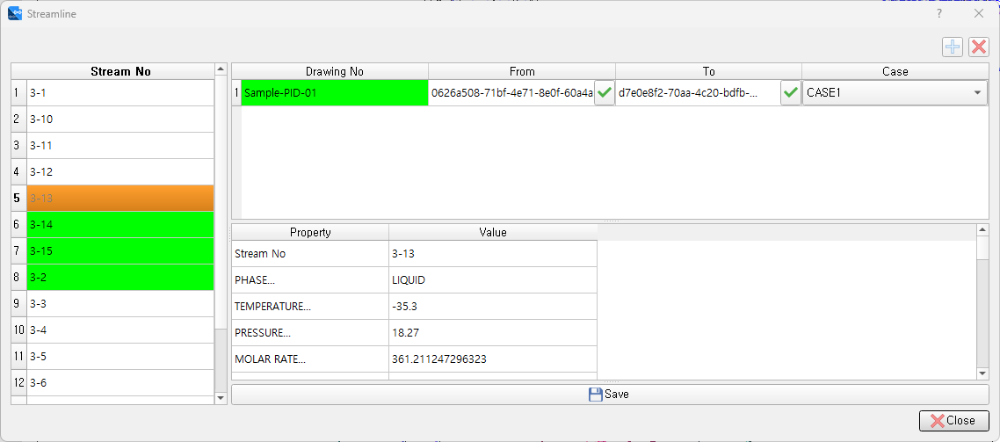 Streamline
?
Stream No
1 3-1
2 3-10
3 3-11
4 3-12
5 3-13
6 3-14
7 3-15
8 3-2
9 3-3
10 3-4
11 3-5
12 3-6
Drawing No From To Case
1 Sample-PID-01 0626a508-71bf-4e71-8e0f-60a4a d7e0e8f2-70aa-4c20-bdfb-... CASE1
Property Value
Stream No 3-13
PHASE... LIQUID
TEMPERATURE... -35.3
PRESSURE... 18.27
MOLAR RATE... 361.211247296323
Save
Close